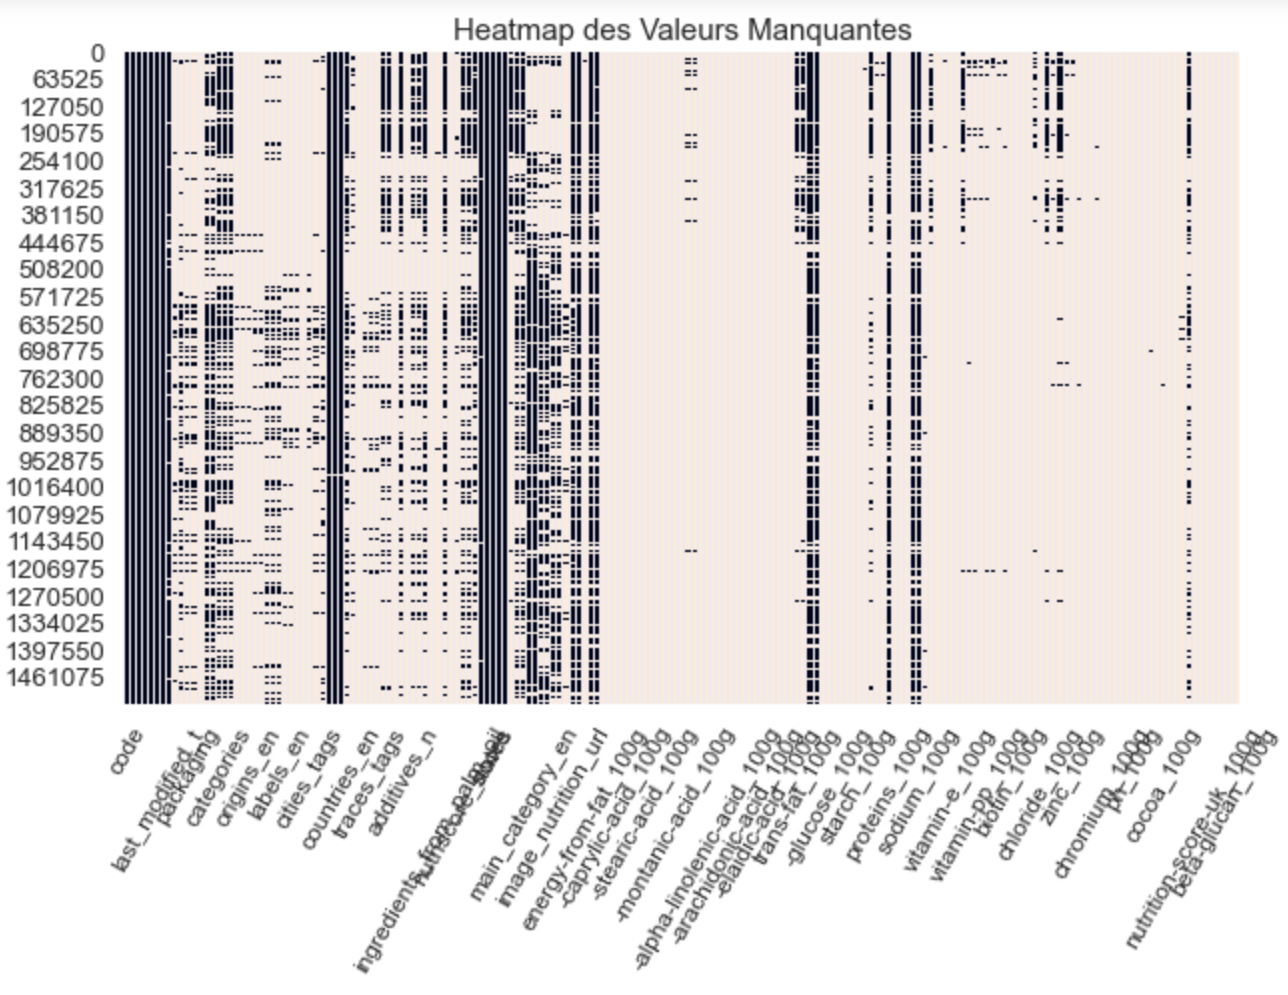 Heatmap des Valeurs Manquantes
0
63525
127050
190575
254100
317625
381150
444675
508200
571725
635250
698775
762300
825825
889350
952875
1016400
1079925
1143450
1206975
1270500
1334025
1397550
1461075
code
last_modified_t
packaging
categories
origins_en
labels_en
cities_tags
countries_en
traces_tags
additives_n
main_category_en
image_nutrition_url
energy-from-fat_100g
-caprylic-acid_100g
-stearic-acid_100g
-montanic-acid_100g
-alpha-linolenic-acid_100g
-arachidonic-acid_100g
-elaidic-acid_100g
trans-fat_100g
-glucose_100g
starch_100g
proteins_100g
sodium_100g
vitamin-e_100g
vitamin-pp_100g
biotin_100g
chloride_100g
zinc_100g
chromium_100g
ph_100g
cocoa_100g
nutrition-score-uk_100g
beta-glucan_100g